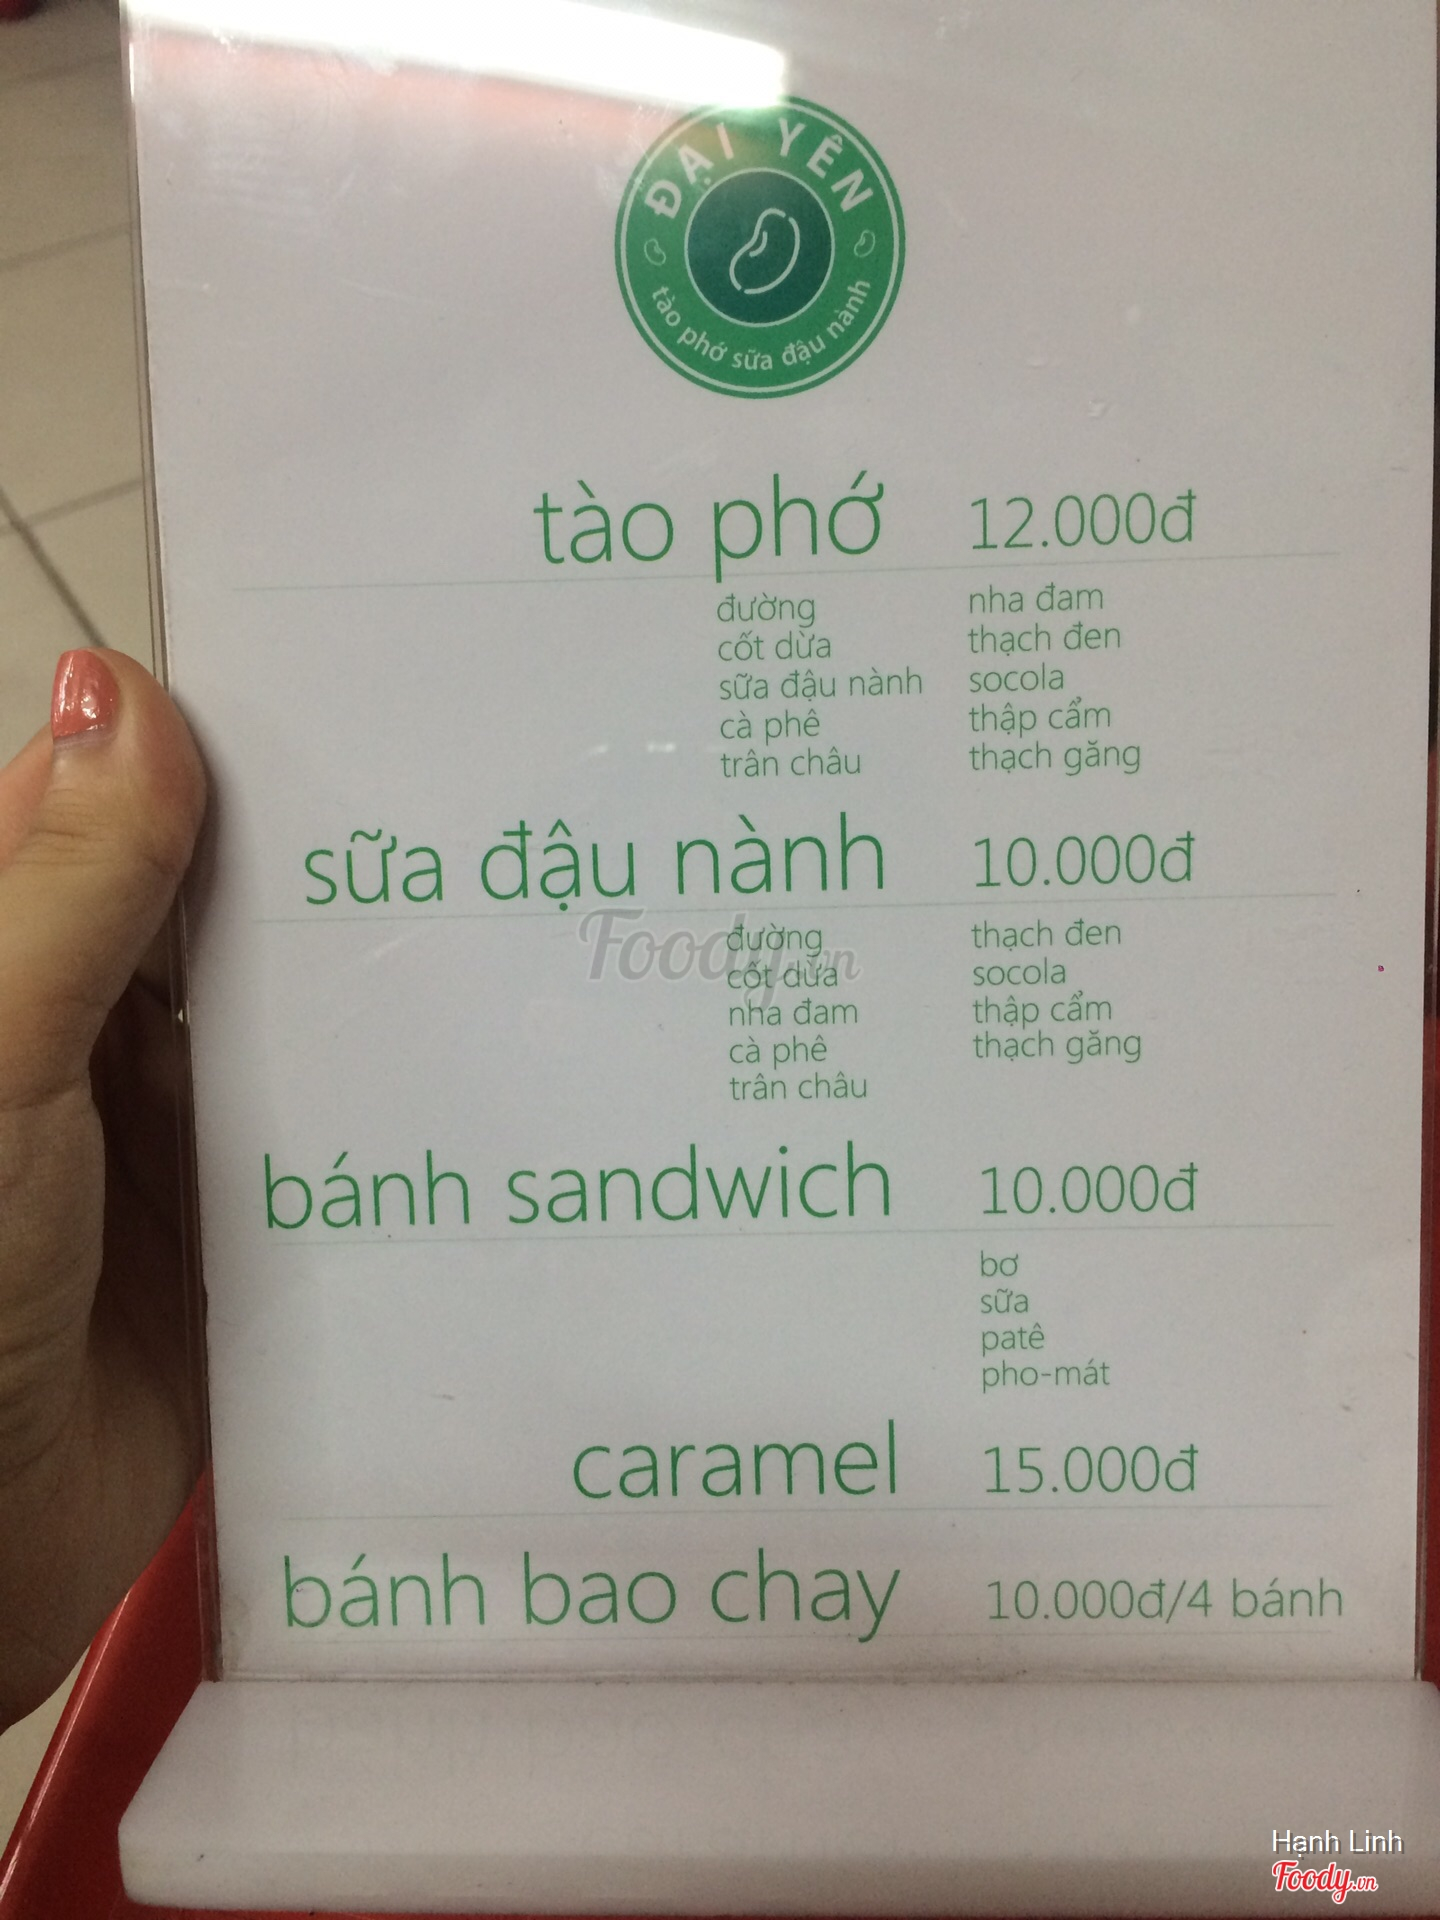 ĐẠI YÊN
tào phớ sữa đậu nành
tào phớ 12.000đ
đường nha đam
cốt dừa thạch đen
sữa đậu nành socola
cà phê thập cẩm
trân châu thạch găng
sữa đậu nành 10.000đ
Foody.vn
đường thạch đen
cốt dừa socola
nha đam thập cẩm
cà phê thạch găng
trân châu
bánh sandwich 10.000đ
bơ
sữa
patê
pho-mát
caramel 15.000đ
bánh bao chay 10.000đ/4 bánh
Hạnh Linh
Foody.vn